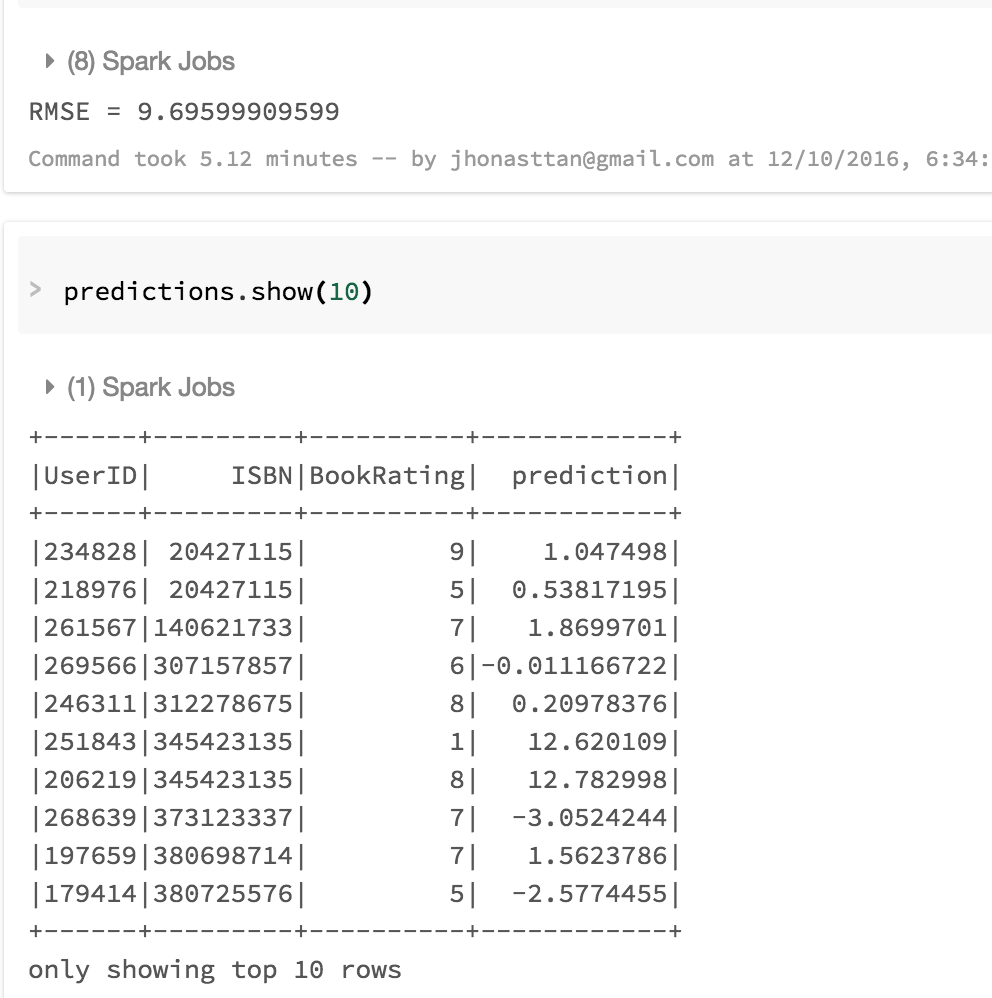 (8) Spark Jobs
RMSE = 9.69599909599
Command took 5.12 minutes -- by jhonasttan@gmail.com at 12/10/2016, 6:34:
> predictions.show(10)
(1) Spark Jobs
+------+---------+----------+------------+
|UserID|     ISBN|BookRating|  prediction|
+------+---------+----------+------------+
|234828| 20427115|         9|    1.047498|
|218976| 20427115|         5|  0.53817195|
|261567|140621733|         7|   1.8699701|
|269566|307157857|         6|-0.011166722|
|246311|312278675|         8|  0.20978376|
|251843|345423135|         1|   12.620109|
|206219|345423135|         8|   12.782998|
|268639|373123337|         7|  -3.0524244|
|197659|380698714|         7|   1.5623786|
|179414|380725576|         5|  -2.5774455|
+------+---------+----------+------------+
only showing top 10 rows